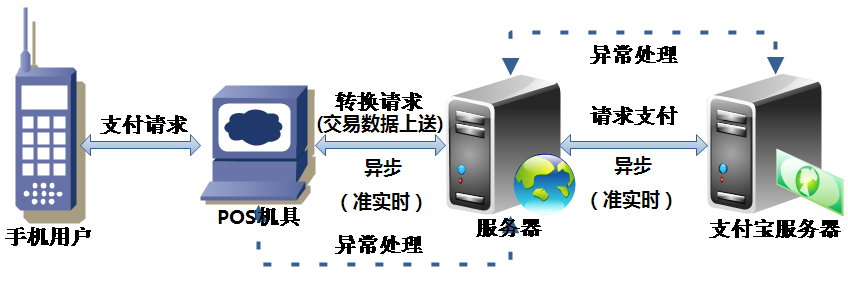 异常处理
支付请求
转换请求
(交易数据上送)
异步
(准实时)
请求支付
异步
(准实时)
手机用户
POS机具
服务器
支付宝服务器
异常处理